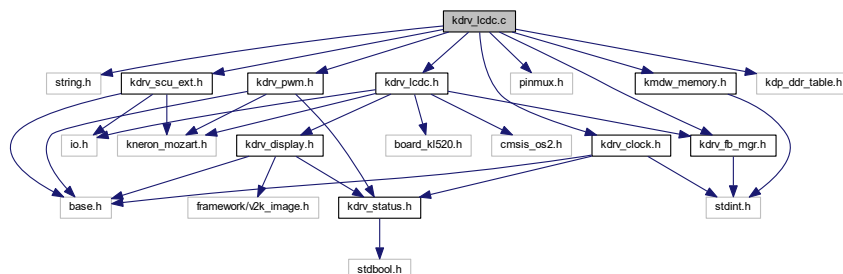 kdrv_lcdc.c
string.h
kdrv_scu_ext.h
kdrv_pwm.h
kdrv_lcdc.h
pinmux.h
kmdw_memory.h
kdp_ddr_table.h
io.h
kneron_mozart.h
kdrv_display.h
board_kl520.h
cmsis_os2.h
kdrv_clock.h
kdrv_fb_mgr.h
base.h
framework/v2k_image.h
kdrv_status.h
stdint.h
stdbool.h